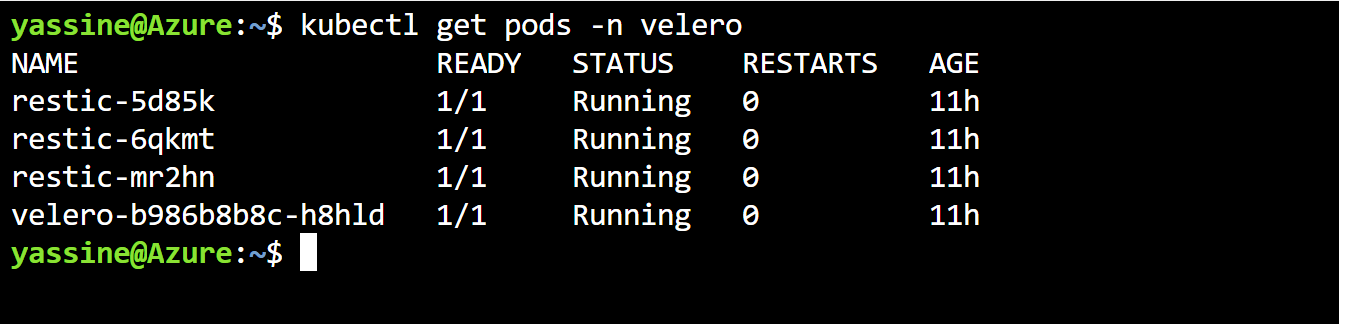 yassine@Azure:~$ kubectl get pods -n velero
NAME READY STATUS RESTARTS AGE
restic-5d85k 1/1 Running 0 11h
restic-6qkmt 1/1 Running 0 11h
restic-mr2hn 1/1 Running 0 11h
velero-b986b8b8c-h8hld 1/1 Running 0 11h
yassine@Azure:~$